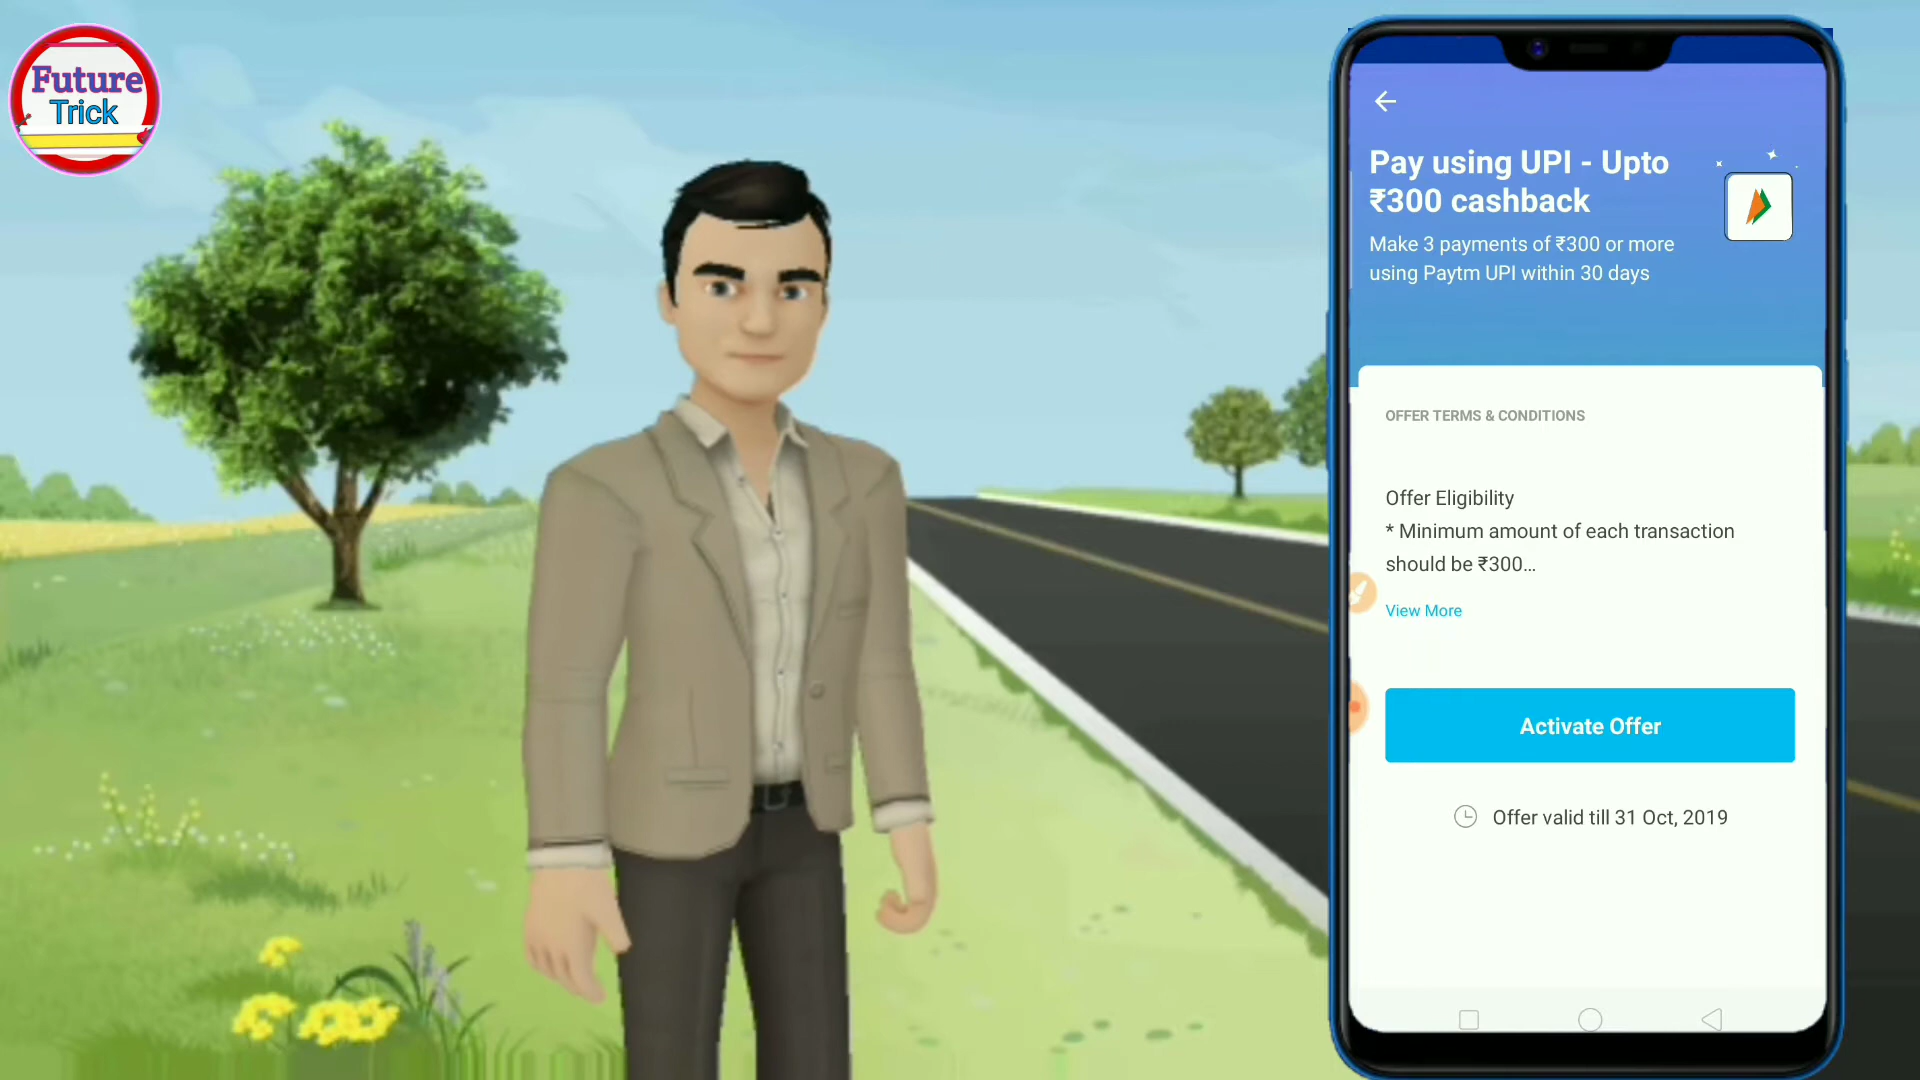 Future
Trick
Pay using UPI - Upto
₹300 cashback
Make 3 payments of ₹300 or more
using Paytm UPI within 30 days
OFFER TERMS & CONDITIONS
Offer Eligibility
* Minimum amount of each transaction
should be ₹300...
View More
Activate Offer
Offer valid till 31 Oct, 2019